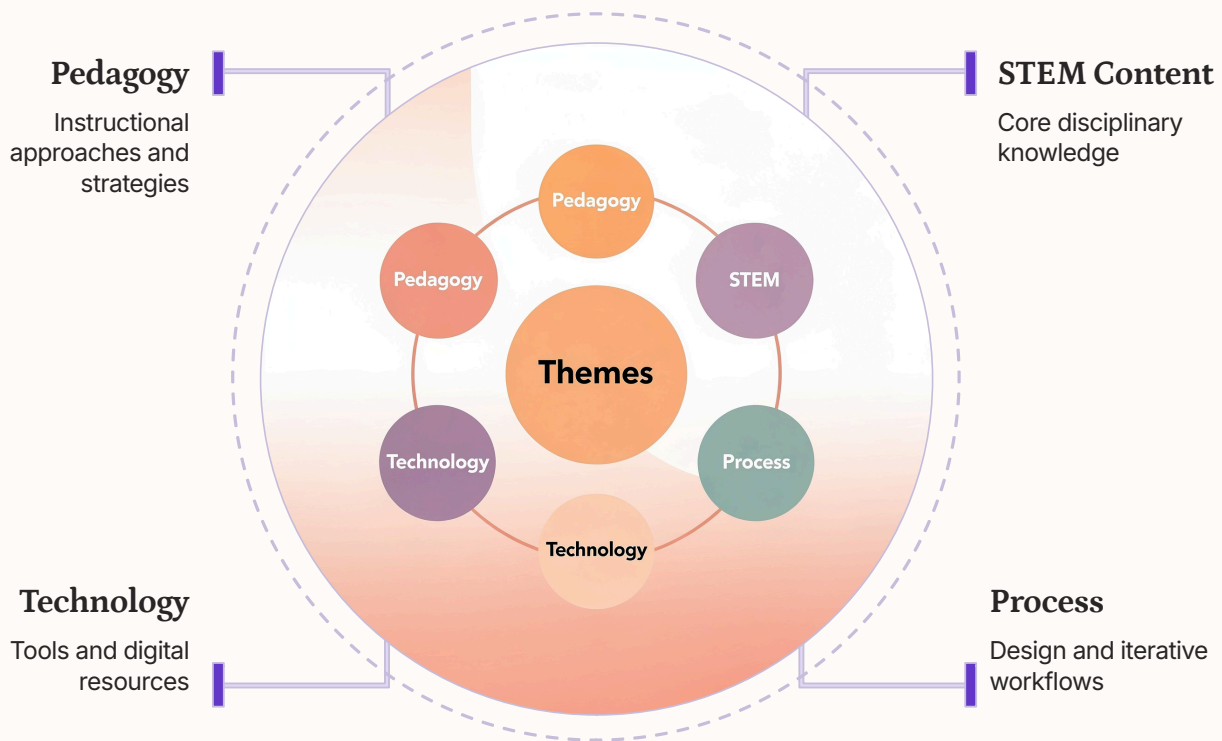 Pedagogy
Instructional
approaches and
strategies
STEM Content
Core disciplinary
knowledge
Pedagogy
Pedagogy
STEM
Themes
Technology
Process
Technology
Technology
Tools and digital
resources
Process
Design and iterative
workflows